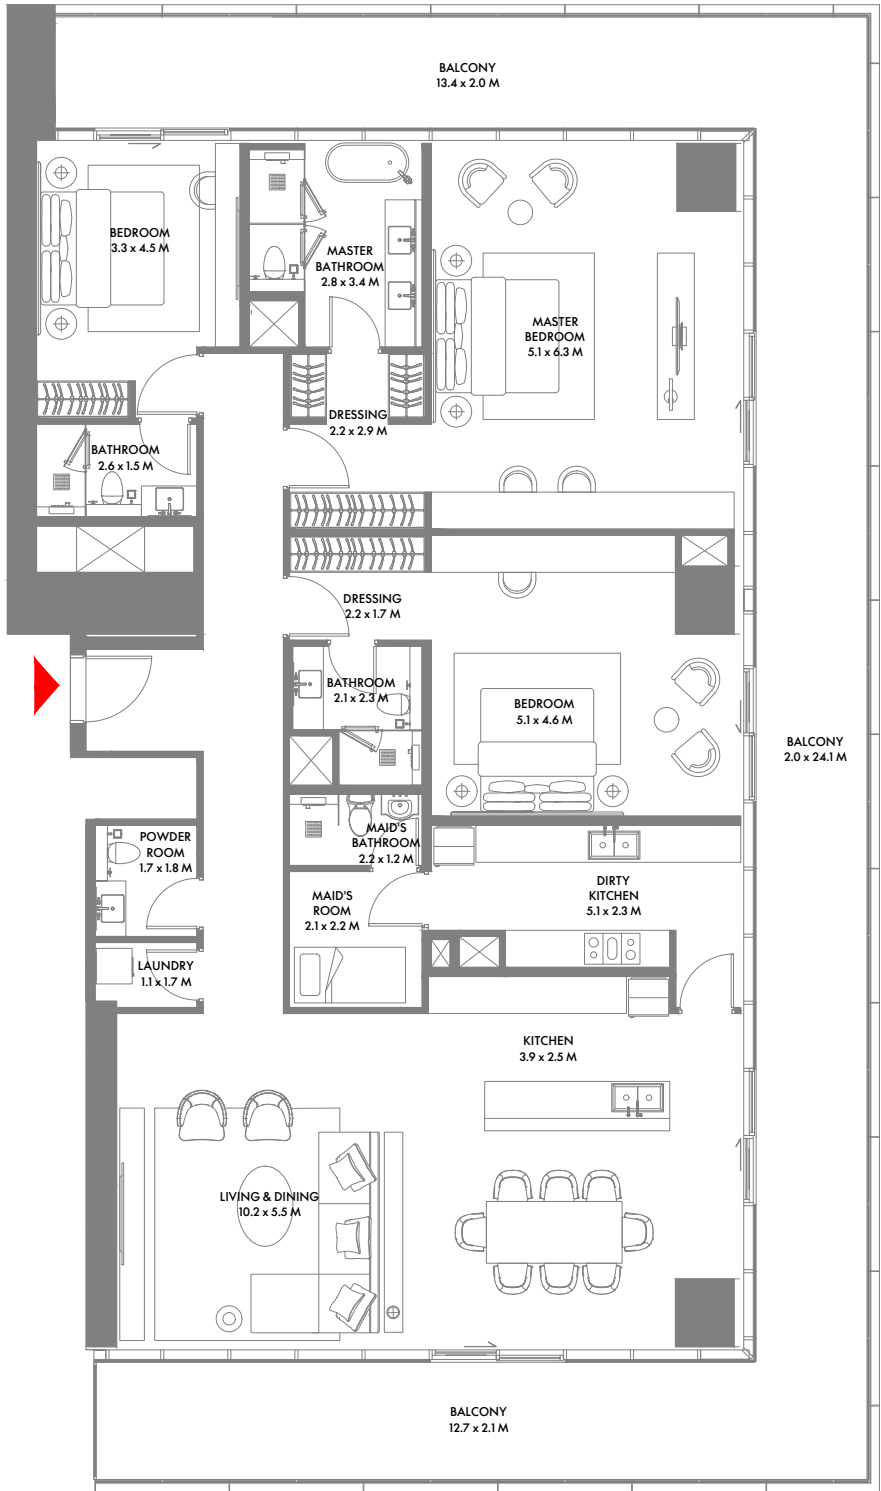 BALCONY
13.4 x 2.0 M
BEDROOM
3.3 x 4.5 M
MASTER
BATHROOM
2.8 x 3.4 M
MASTER
BEDROOM
5.1 x 6.3 M
DRESSING
2.2 x 2.9 M
BATHROOM
2.6 x 1.5 M
DRESSING
2.2 x 1.7 M
BATHROOM
2.1 x 2.3 M
BEDROOM
5.1 x 4.6 M
BALCONY
2.0 x 24.1 M
POWDER
ROOM
1.7 x 1.8 M
MAID'S
BATHROOM
2.2 x 1.2 M
MAID'S
ROOM
2.1 x 2.2 M
DIRTY
KITCHEN
5.1 x 2.3 M
LAUNDRY
1.1 x 1.7 M
KITCHEN
3.9 x 2.5 M
LIVING & DINING
10.2 x 5.5 M
BALCONY
12.7 x 2.1 M